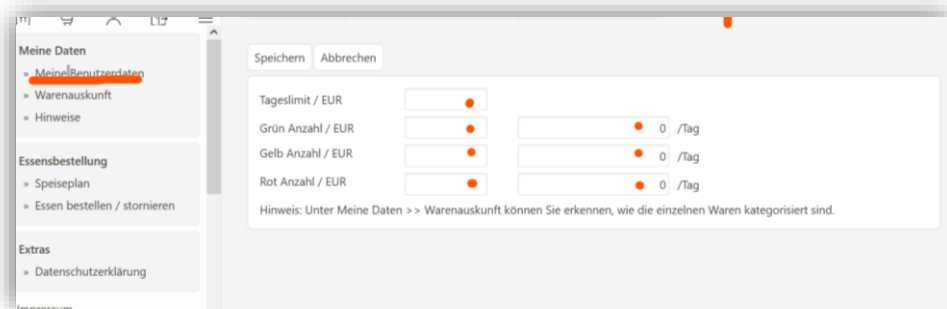 Meine Daten
» Meine Benutzerdaten
» Warenauskunft
» Hinweise
Essensbestellung
» Speiseplan
» Essen bestellen / stornieren
Extras
» Datenschutzerklärung
Impressum
Speichern Abbrechen
Tageslimit / EUR
Grün Anzahl / EUR 0 /Tag
Gelb Anzahl / EUR 0 /Tag
Rot Anzahl / EUR 0 /Tag
Hinweis: Unter Meine Daten >> Warenauskunft können Sie erkennen, wie die einzelnen Waren kategorisiert sind.